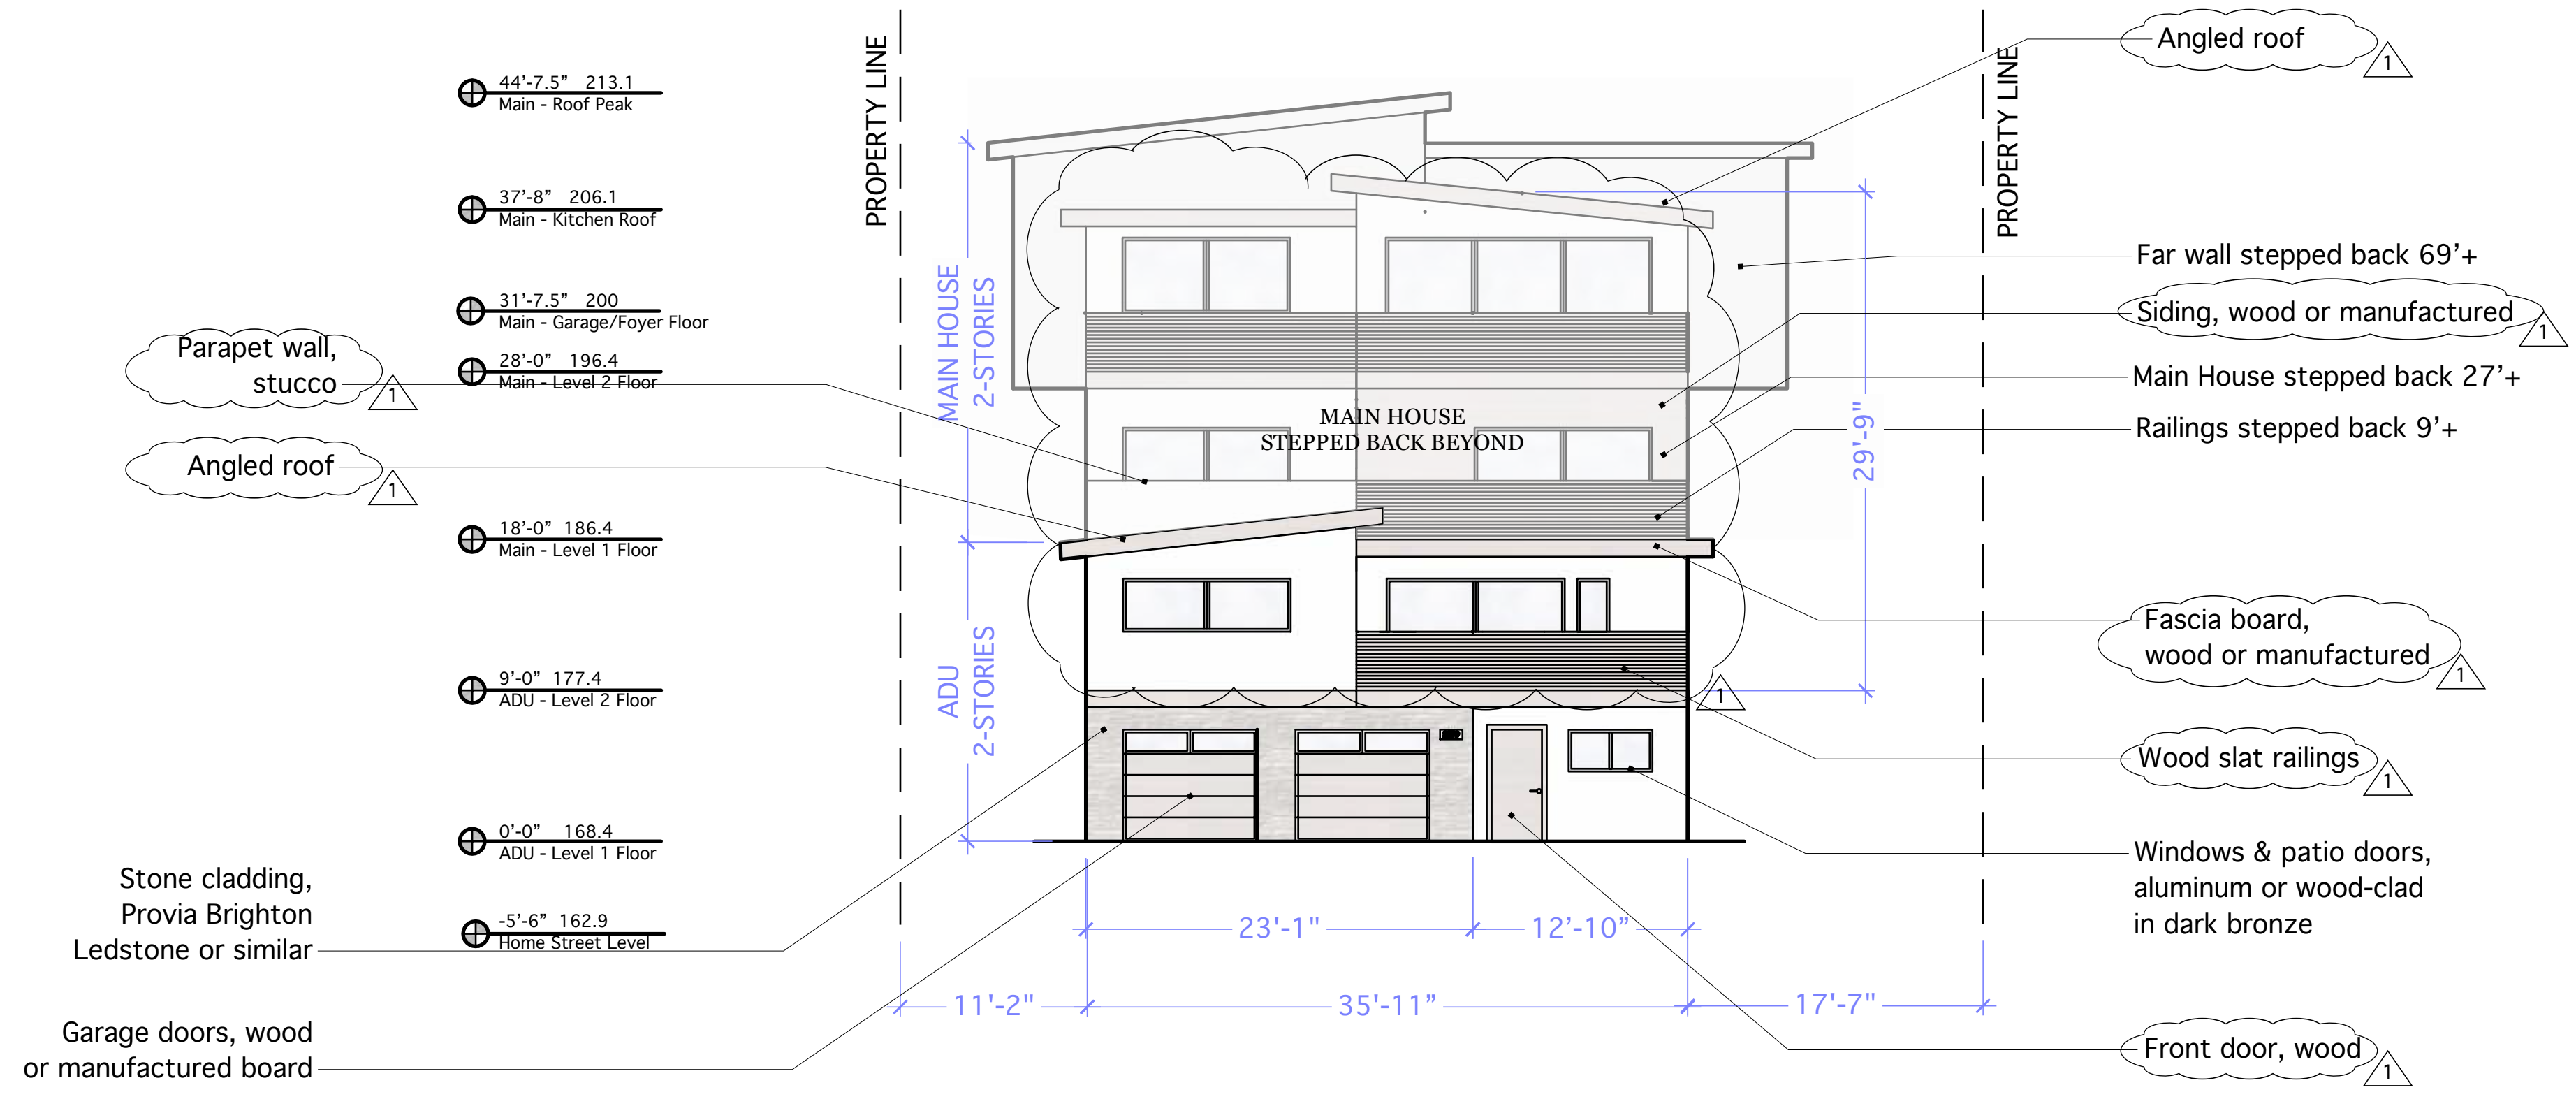 44’-7.5” 213.1
Main - Roof Peak
37’-8” 206.1
Main - Kitchen Roof
31’-7.5” 200
Main - Garage/Foyer Floor
28’-0” 196.4
Main - Level 2 Floor
18’-0” 186.4
Main - Level 1 Floor
9’-0” 177.4
ADU - Level 2 Floor
0’-0” 168.4
ADU - Level 1 Floor
-5’-6” 162.9
Home Street Level
Parapet wall,
stucco
1
Angled roof
1
Stone cladding,
Provia Brighton
Ledstone or similar
Garage doors, wood
or manufactured board
PROPERTY LINE
MAIN HOUSE
2-STORIES
ADU
2-STORIES
MAIN HOUSE
STEPPED BACK BEYOND
29'-9"
1
23'-1"
12’-10”
11'-2"
35’-11”
17'-7"
PROPERTY LINE
Angled roof
1
Far wall stepped back 69’+
Siding, wood or manufactured
1
Main House stepped back 27’+
Railings stepped back 9’+
Fascia board,
wood or manufactured
1
Wood slat railings
1
Windows & patio doors,
aluminum or wood-clad
in dark bronze
Front door, wood
1